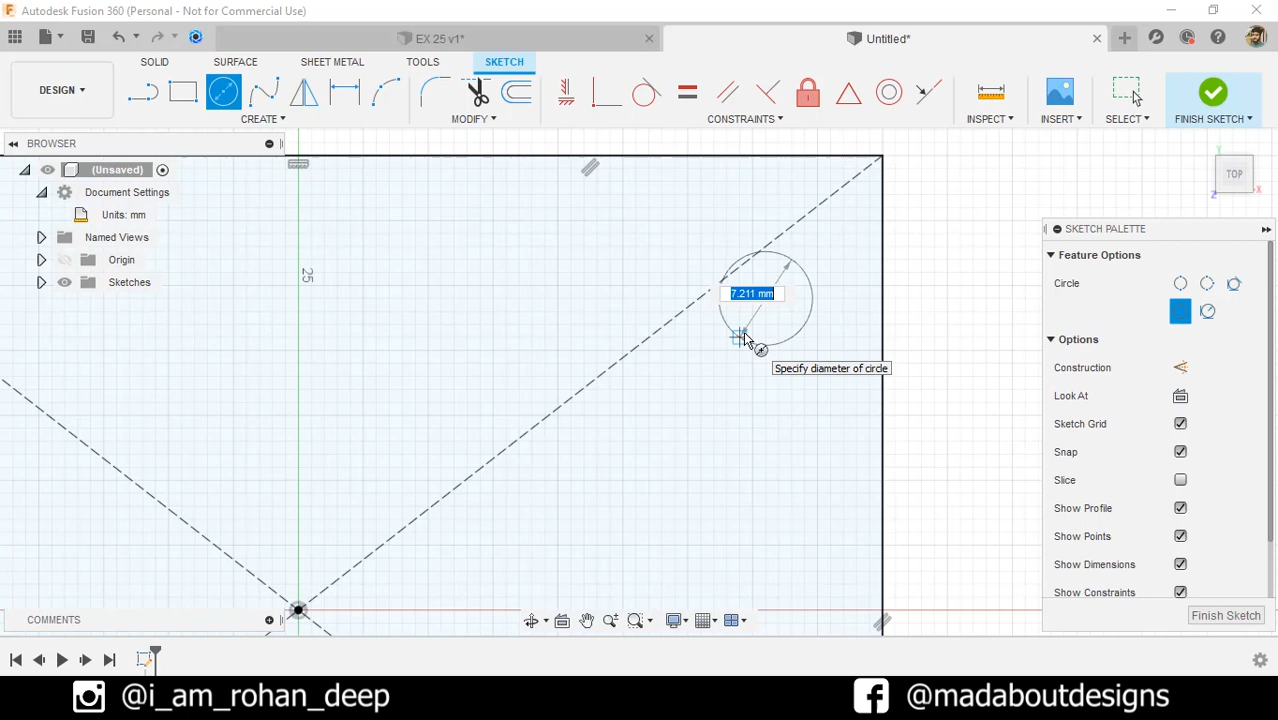 Autodesk Fusion 360 (Personal - Not for Commercial Use)
EX 25 v1*
Untitled*
SOLID SURFACE SHEET METAL TOOLS SKETCH
DESIGN
CREATE MODIFY CONSTRAINTS INSPECT INSERT SELECT FINISH SKETCH
BROWSER
(Unsaved)
Document Settings
Units: mm
Named Views
Origin
Sketches
25
7.211 mm
Specify diameter of circle
TOP
Y
X
Z
SKETCH PALETTE
Feature Options
Circle
Options
Construction
Look At
Sketch Grid
Snap
Slice
Show Profile
Show Points
Show Dimensions
Show Constraints
Finish Sketch
COMMENTS
@i_am_rohan_deep
@madaboutdesigns